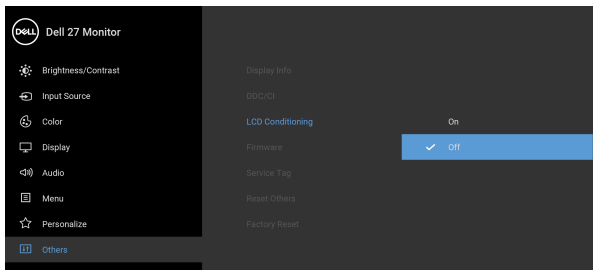 DELL Dell 27 Monitor
Brightness/Contrast
Input Source
Color
Display
Audio
Menu
Personalize
Others
Display Info
DDC/CI
LCD Conditioning
Firmware
Service Tag
Reset Others
Factory Reset
On
Off